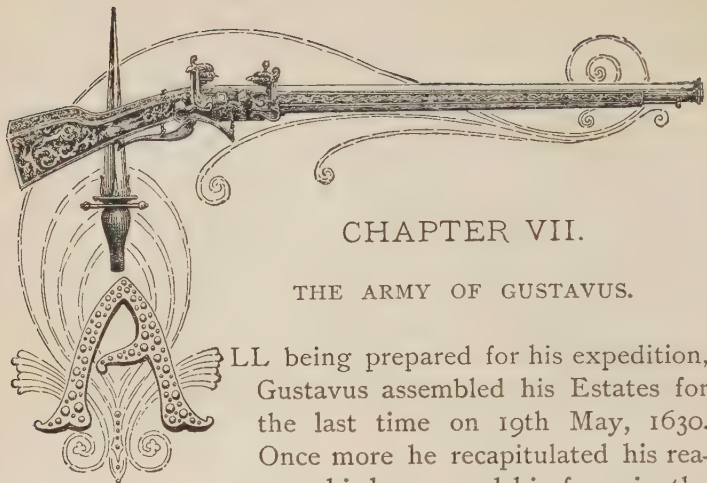 CHAPTER VII.
THE ARMY OF GUSTAVUS.
ALL being prepared for his expedition,
Gustavus assembled his Estates for
the last time on 19th May, 1630.
Once more he recapitulated his rea-